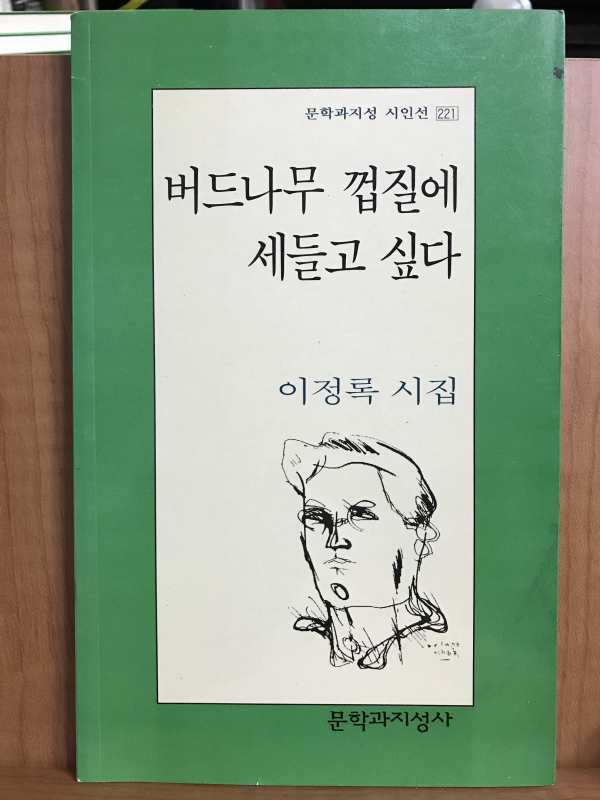 문학과지성 시인선 221
버드나무 껍질에
세들고 싶다
이정록 시집
문학과지성사